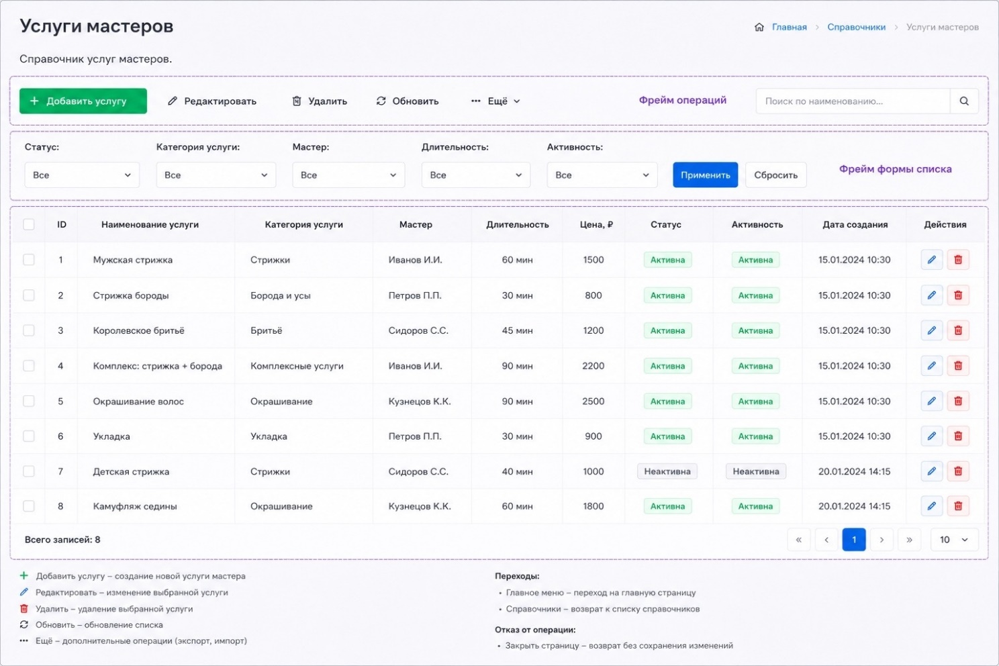 Услуги мастеров
Главная > Справочники > Услуги мастеров
Справочник услуг мастеров.
+ Добавить услугу Редактировать Удалить Обновить ••• Ещё Фрейм операций Поиск по наименованию...
Статус: Категория услуги: Мастер: Длительность: Активность:
Все Все Все Все Все Применить Сбросить Фрейм формы списка
ID Наименование услуги Категория услуги Мастер Длительность Цена, ₽ Статус Активность Дата создания Действия
1 Мужская стрижка Стрижки Иванов И.И. 60 мин 1500 Активна Активна 15.01.2024 10:30
2 Стрижка бороды Борода и усы Петров П.П. 30 мин 800 Активна Активна 15.01.2024 10:30
3 Королевское бритьё Бритьё Сидоров С.С. 45 мин 1200 Активна Активна 15.01.2024 10:30
4 Комплекс: стрижка + борода Комплексные услуги Иванов И.И. 90 мин 2200 Активна Активна 15.01.2024 10:30
5 Окрашивание волос Окрашивание Кузнецов К.К. 90 мин 2500 Активна Активна 15.01.2024 10:30
6 Укладка Укладка Петров П.П. 30 мин 900 Активна Активна 15.01.2024 10:30
7 Детская стрижка Стрижки Сидоров С.С. 40 мин 1000 Неактивна Неактивна 20.01.2024 14:15
8 Камуфляж седины Окрашивание Кузнецов К.К. 60 мин 1800 Активна Активна 20.01.2024 14:15
Всего записей: 8 « ‹ 1 › » 10
+ Добавить услугу – создание новой услуги мастера
Редактировать – изменение выбранной услуги
Удалить – удаление выбранной услуги
Обновить – обновление списка
••• Ещё – дополнительные операции (экспорт, импорт)
Переходы:
• Главное меню – переход на главную страницу
• Справочники – возврат к списку справочников
Отказ от операции:
• Закрыть страницу – возврат без сохранения изменений